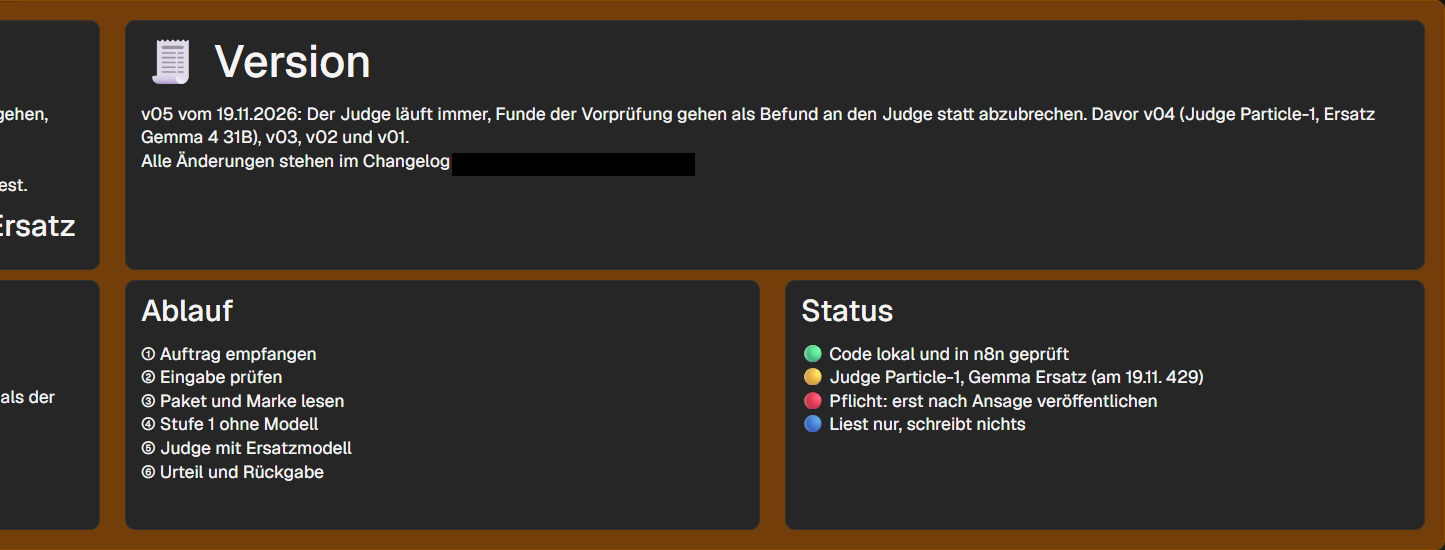 gehen,
est.
Ersatz
Version
v05 vom 19.11.2026: Der Judge läuft immer, Funde der Vorprüfung gehen als Befund an den Judge statt abzubrechen. Davor v04 (Judge Particle-1, Ersatz
Gemma 4 31B), v03, v02 und v01.
Alle Änderungen stehen im Changelog
als der
Ablauf
① Auftrag empfangen
② Eingabe prüfen
③ Paket und Marke lesen
④ Stufe 1 ohne Modell
⑤ Judge mit Ersatzmodell
⑥ Urteil und Rückgabe
Status
Code lokal und in n8n geprüft
Judge Particle-1, Gemma Ersatz (am 19.11. 429)
Pflicht: erst nach Ansage veröffentlichen
Liest nur, schreibt nichts